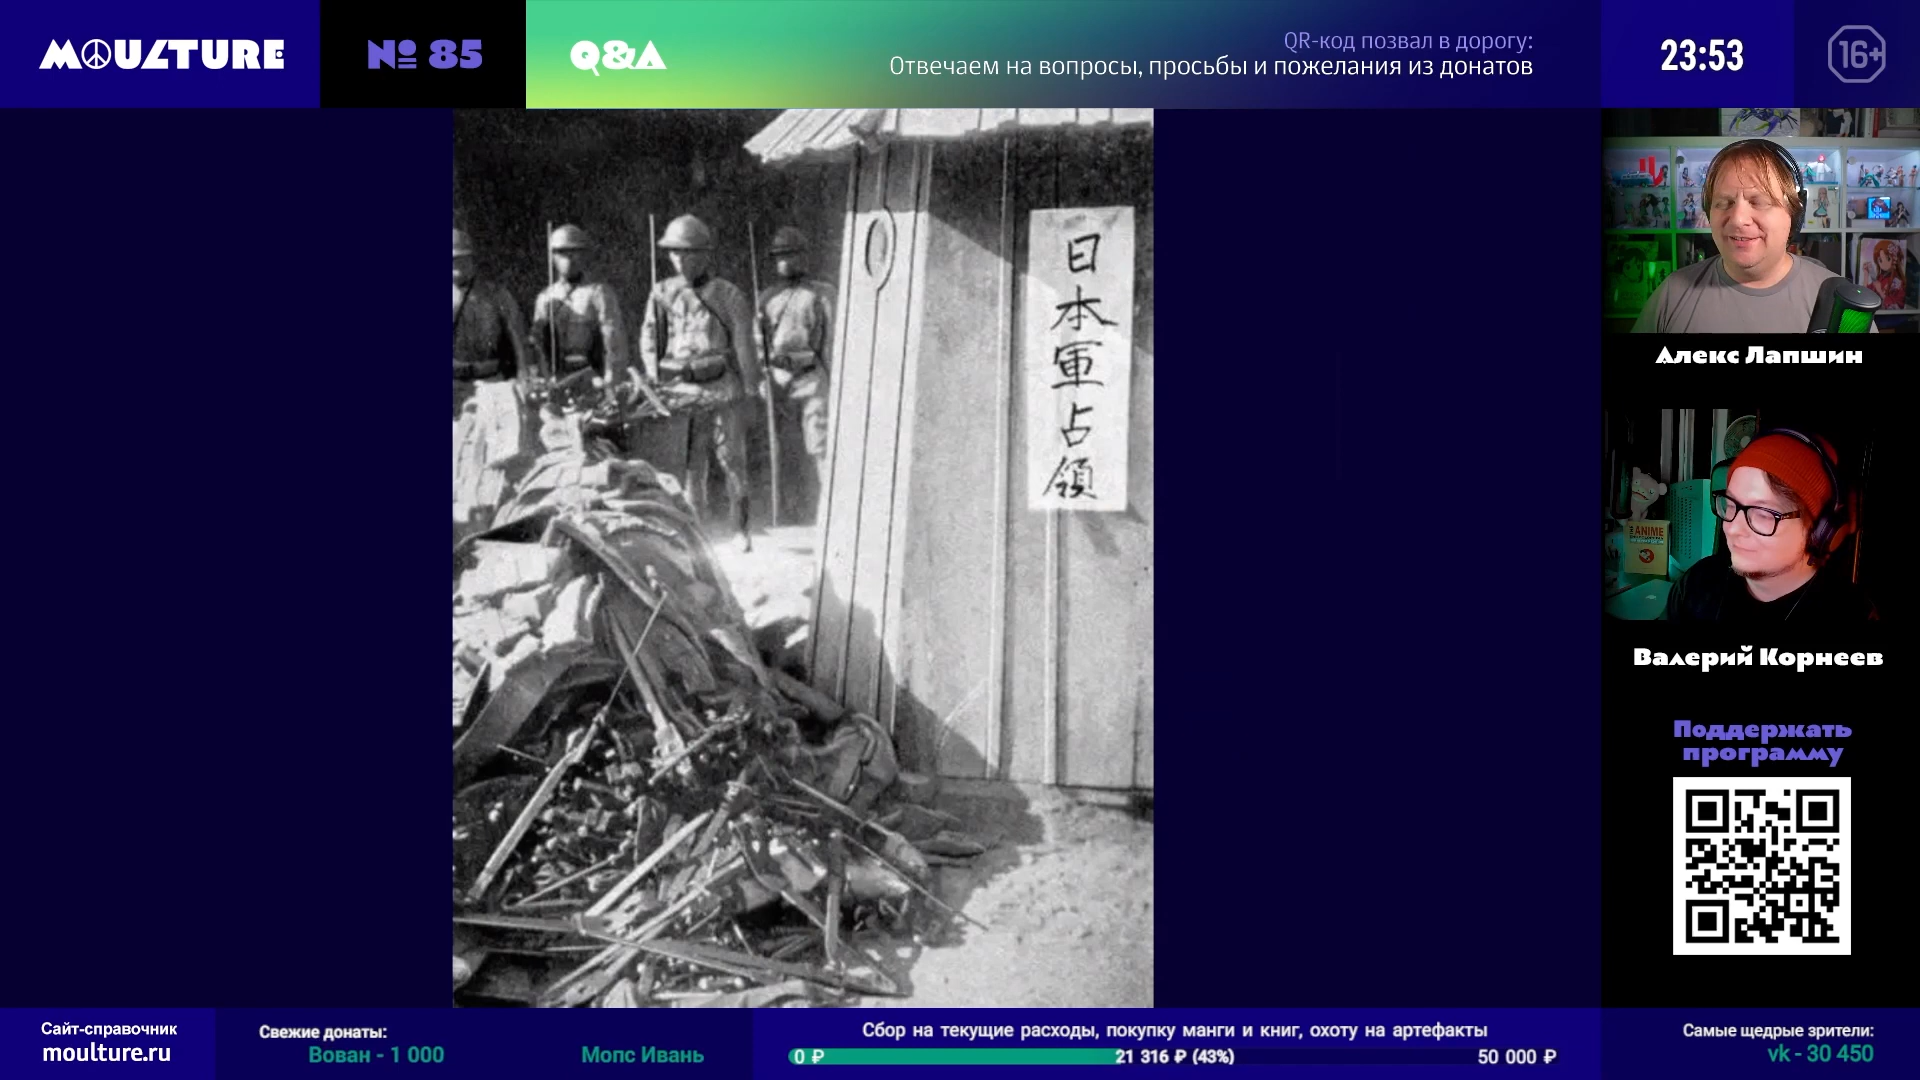 MOULTURE
№ 85
Q&A
QR-код позвал в дорогу:
Отвечаем на вопросы, просьбы и пожелания из донатов
23:53
16+
日本軍占領
Алекс Лапшин
ANIME
Валерий Корнеев
Поддержать
программу
Сайт-справочник
moulture.ru
Свежие донаты:
Вован - 1 000
Мопс Ивань
Сбор на текущие расходы, покупку манги и книг, охоту на артефакты
0 ₽
21 316 ₽ (43%)
50 000 ₽
Самые щедрые зрители:
vk - 30 450